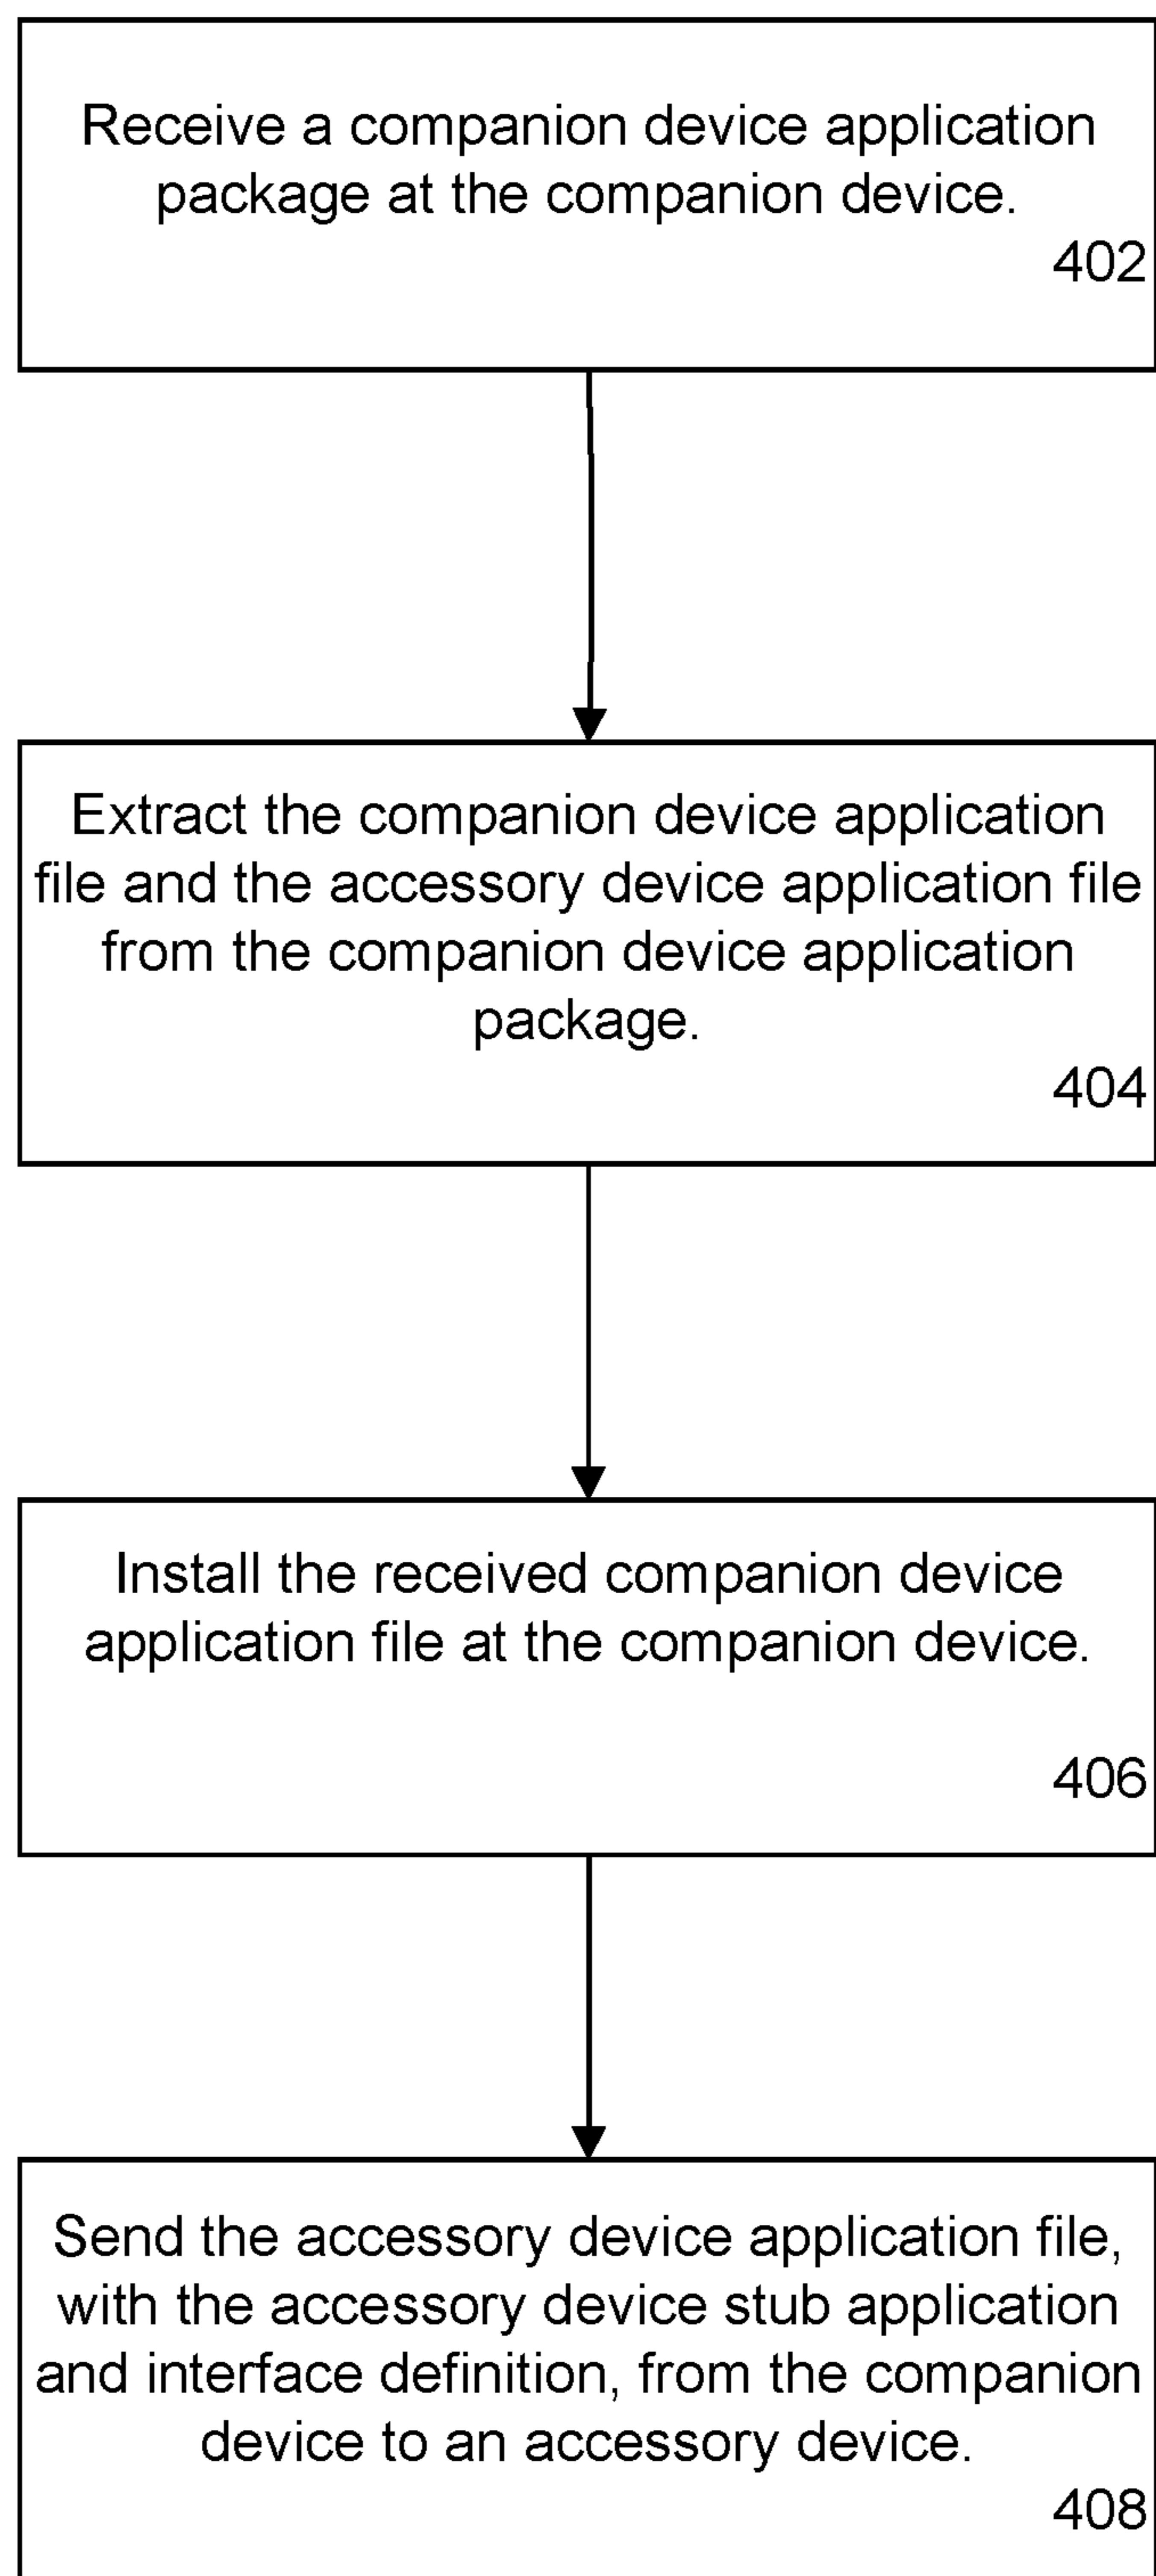 Receive a companion device application
package at the companion device.
402
Extract the companion device application
file and the accessory device application file
from the companion device application
package.
404
Install the received companion device
application file at the companion device.
406
Send the accessory device application file,
with the accessory device stub application
and interface definition, from the companion
device to an accessory device.
408